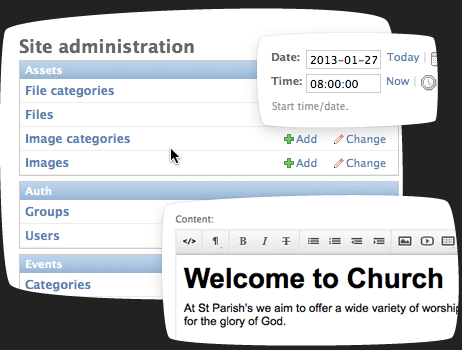 Site administration
Assets
File categories
Files
Image categories Add Change
Images Add Change
Auth
Groups
Users
Events
Categories
Date: 2013-01-27 Today |
Time: 08:00:00 Now |
Start time/date.
Content:
</> ¶ B I T
Welcome to Church
At St Parish's we aim to offer a wide variety of worship
for the glory of God.